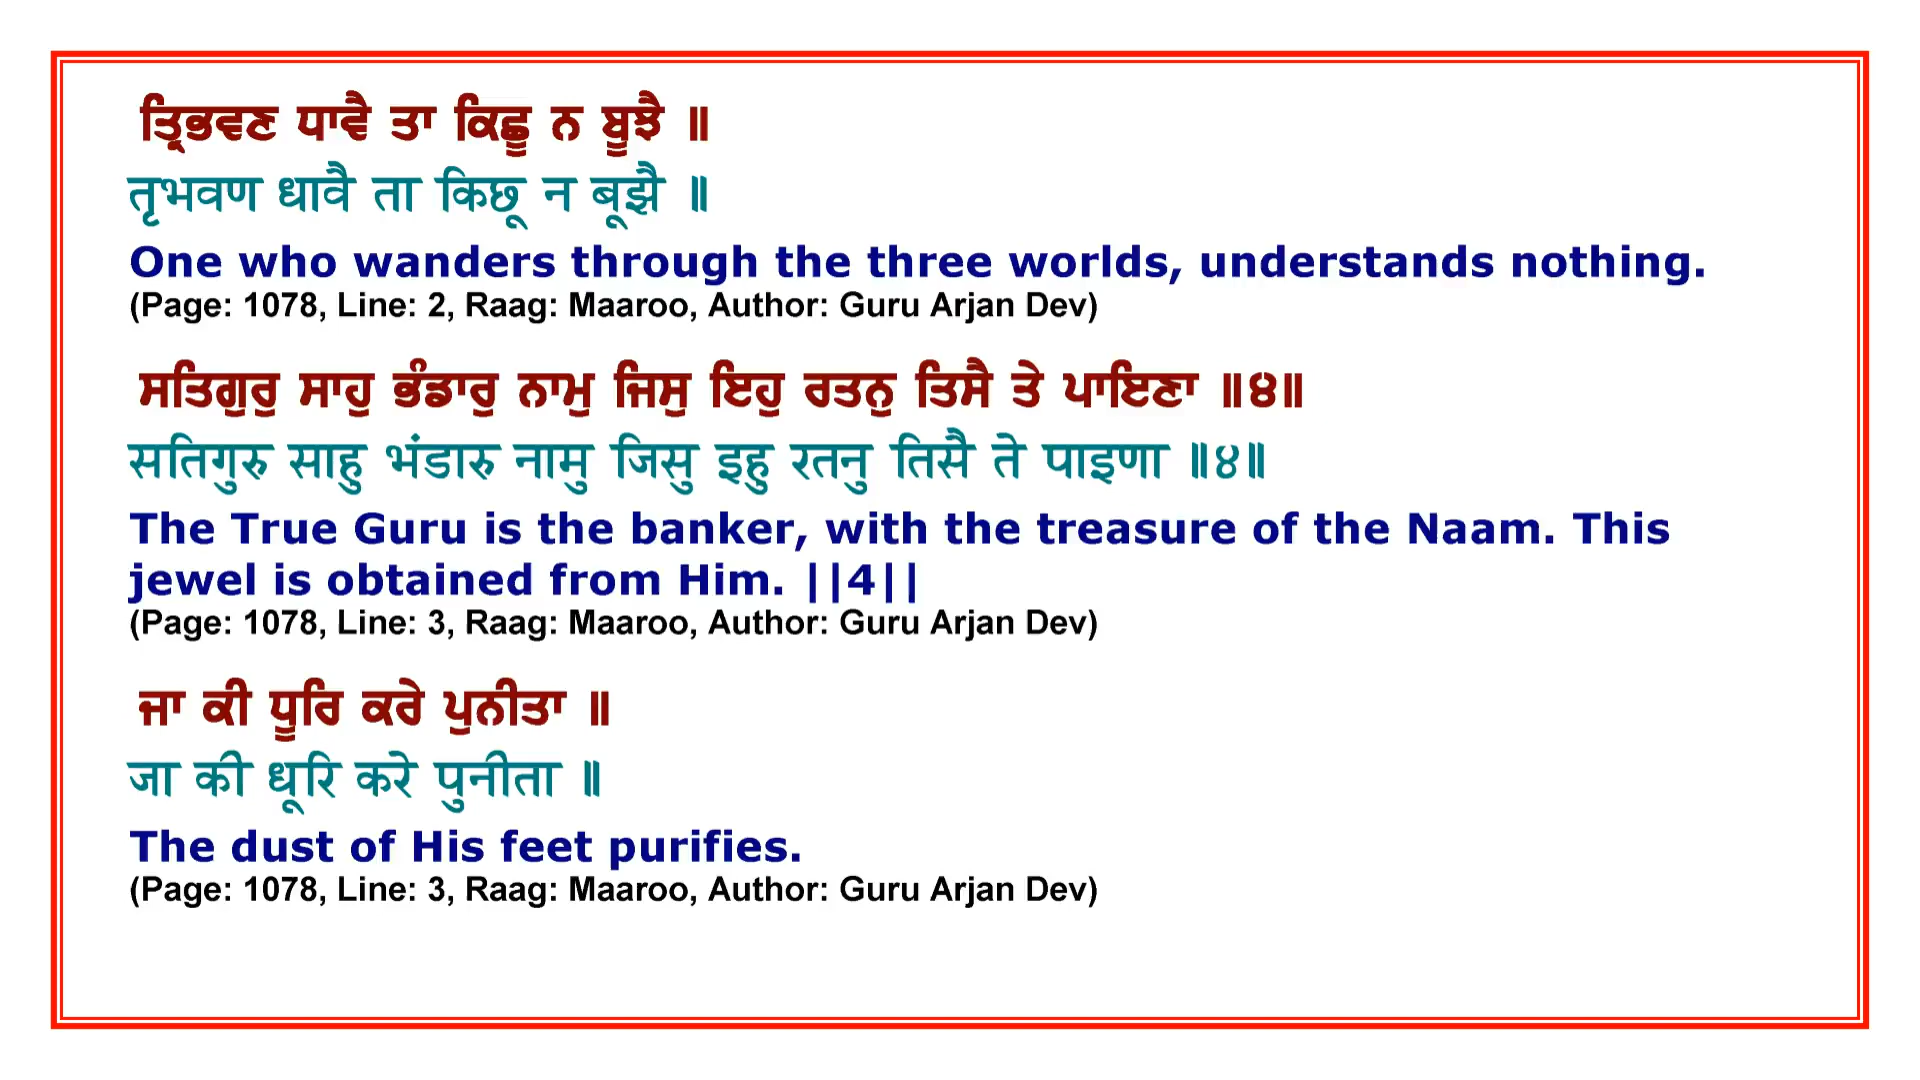 ਤ੍ਰਿਭਵਣ ਧਾਵੈ ਤਾ ਕਿਛੂ ਨ ਬੂਝੈ ॥
तृभवण धावै ता किछू न बूझै ॥
One who wanders through the three worlds, understands nothing.
(Page: 1078, Line: 2, Raag: Maaroo, Author: Guru Arjan Dev)
ਸਤਿਗੁਰੁ ਸਾਹੁ ਭੰਡਾਰੁ ਨਾਮੁ ਜਿਸੁ ਇਹੁ ਰਤਨੁ ਤਿਸੈ ਤੇ ਪਾਇਣਾ ॥੪॥
सतिगुरु साहु भंडारु नामु जिसु इहु रतनु तिसै ते पाइणा ॥४॥
The True Guru is the banker, with the treasure of the Naam. This
jewel is obtained from Him. ||4||
(Page: 1078, Line: 3, Raag: Maaroo, Author: Guru Arjan Dev)
ਜਾ ਕੀ ਧੂਰਿ ਕਰੇ ਪੁਨੀਤਾ ॥
जा की धूरि करे पुनीता ॥
The dust of His feet purifies.
(Page: 1078, Line: 3, Raag: Maaroo, Author: Guru Arjan Dev)